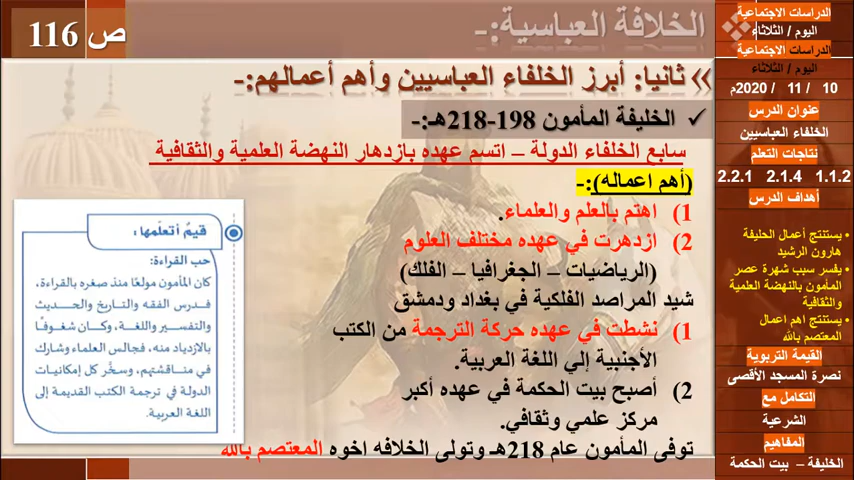 الخلافة العباسية:-
ص 116
» ثانيا: أبرز الخلفاء العباسيين وأهم أعمالهم:-
✓ الخليفة المأمون 198-218هـ:-
سابع الخلفاء الدولة – اتسم عهده بازدهار النهضة العلمية والثقافية
(أهم اعماله):-
1) اهتم بالعلم والعلماء.
2) ازدهرت في عهده مختلف العلوم
(الرياضيات – الجغرافيا – الفلك)
شيد المراصد الفلكية في بغداد ودمشق
1) نشطت في عهده حركة الترجمة من الكتب
الأجنبية إلي اللغة العربية.
2) أصبح بيت الحكمة في عهده أكبر
مركز علمي وثقافي.
توفى المأمون عام 218هـ وتولى الخلافه اخوه المعتصم بالله
قيمٌ أتعلّمها:
حب القراءة:
كان المأمون مولعًا منذ صغره بالقراءة،
فدرس الفقه والتاريخ والحديث
والتفسير واللغة، وكان شغوفًا
بالازدياد منه، فجالس العلماء وشارك
في مناقشتهم، وسخّر كل إمكانيات
الدولة في ترجمة الكتب القديمة إلى
اللغة العربية.
الدراسات الاجتماعية
اليوم / الثلاثاء
الدراسات الاجتماعية
اليوم / الثلاثاء
10 / 11 / 2020م
عنوان الدرس
الخلفاء العباسيين
نتاجات التعلم
1.1.2 2.1.4 2.2.1
أهداف الدرس
• يستنتج أعمال الحليفة
هارون الرشيد
• يفسر سبب شهرة عصر
المأمون بالنهضة العلمية
والثقافية
• يستنتج اهم اعمال
المعتصم بالله
القيمة التربوية
نصرة المسجد الأقصى
التكامل مع
الشرعية
المفاهيم
الخليفة – بيت الحكمة